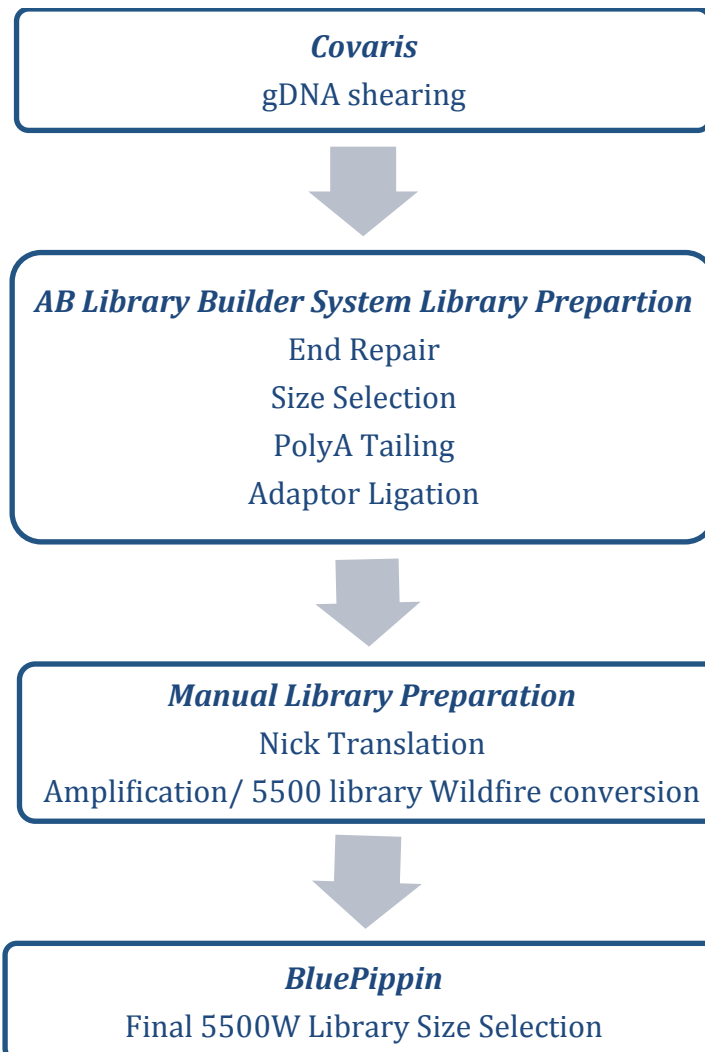 Covaris
gDNA shearing
AB Library Builder System Library Prepartion
End Repair
Size Selection
PolyA Tailing
Adaptor Ligation
Manual Library Preparation
Nick Translation
Amplification/ 5500 library Wildfire conversion
BluePippin
Final 5500W Library Size Selection